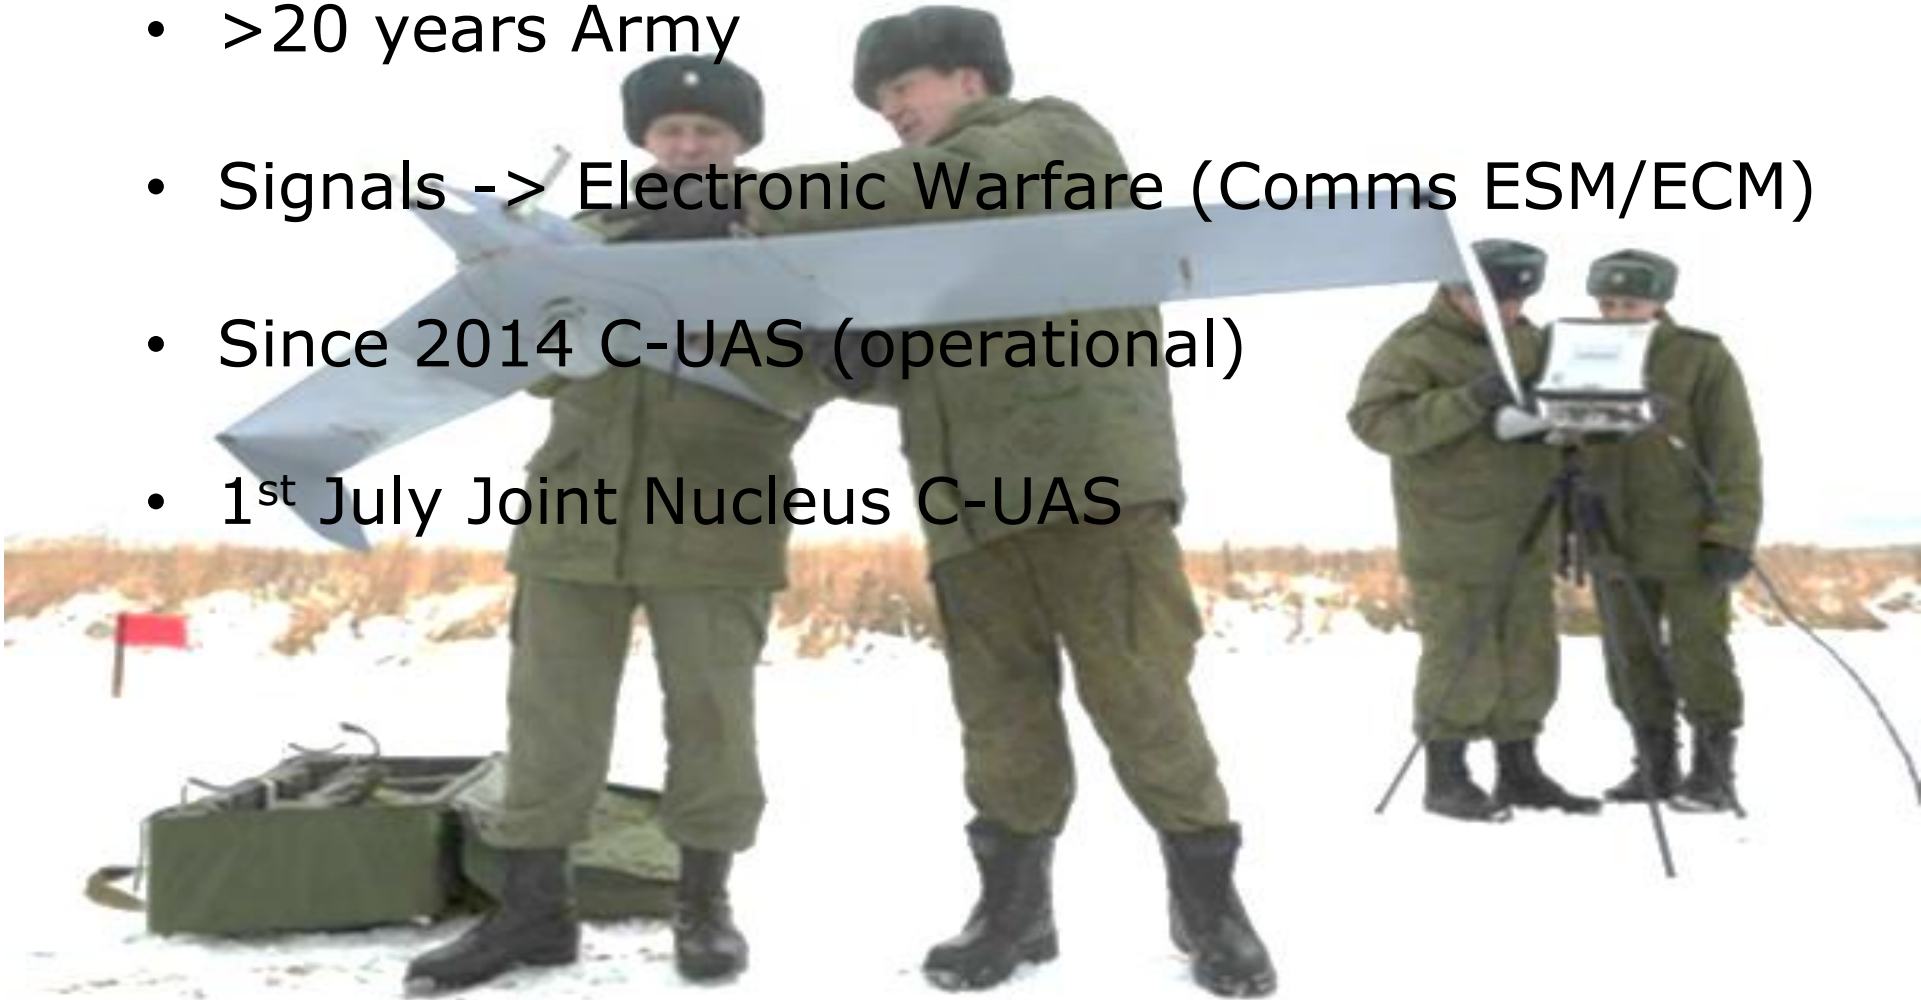 • >20 years Army
• Signals -> Electronic Warfare (Comms ESM/ECM)
• Since 2014 C-UAS (operational)
• 1st July Joint Nucleus C-UAS